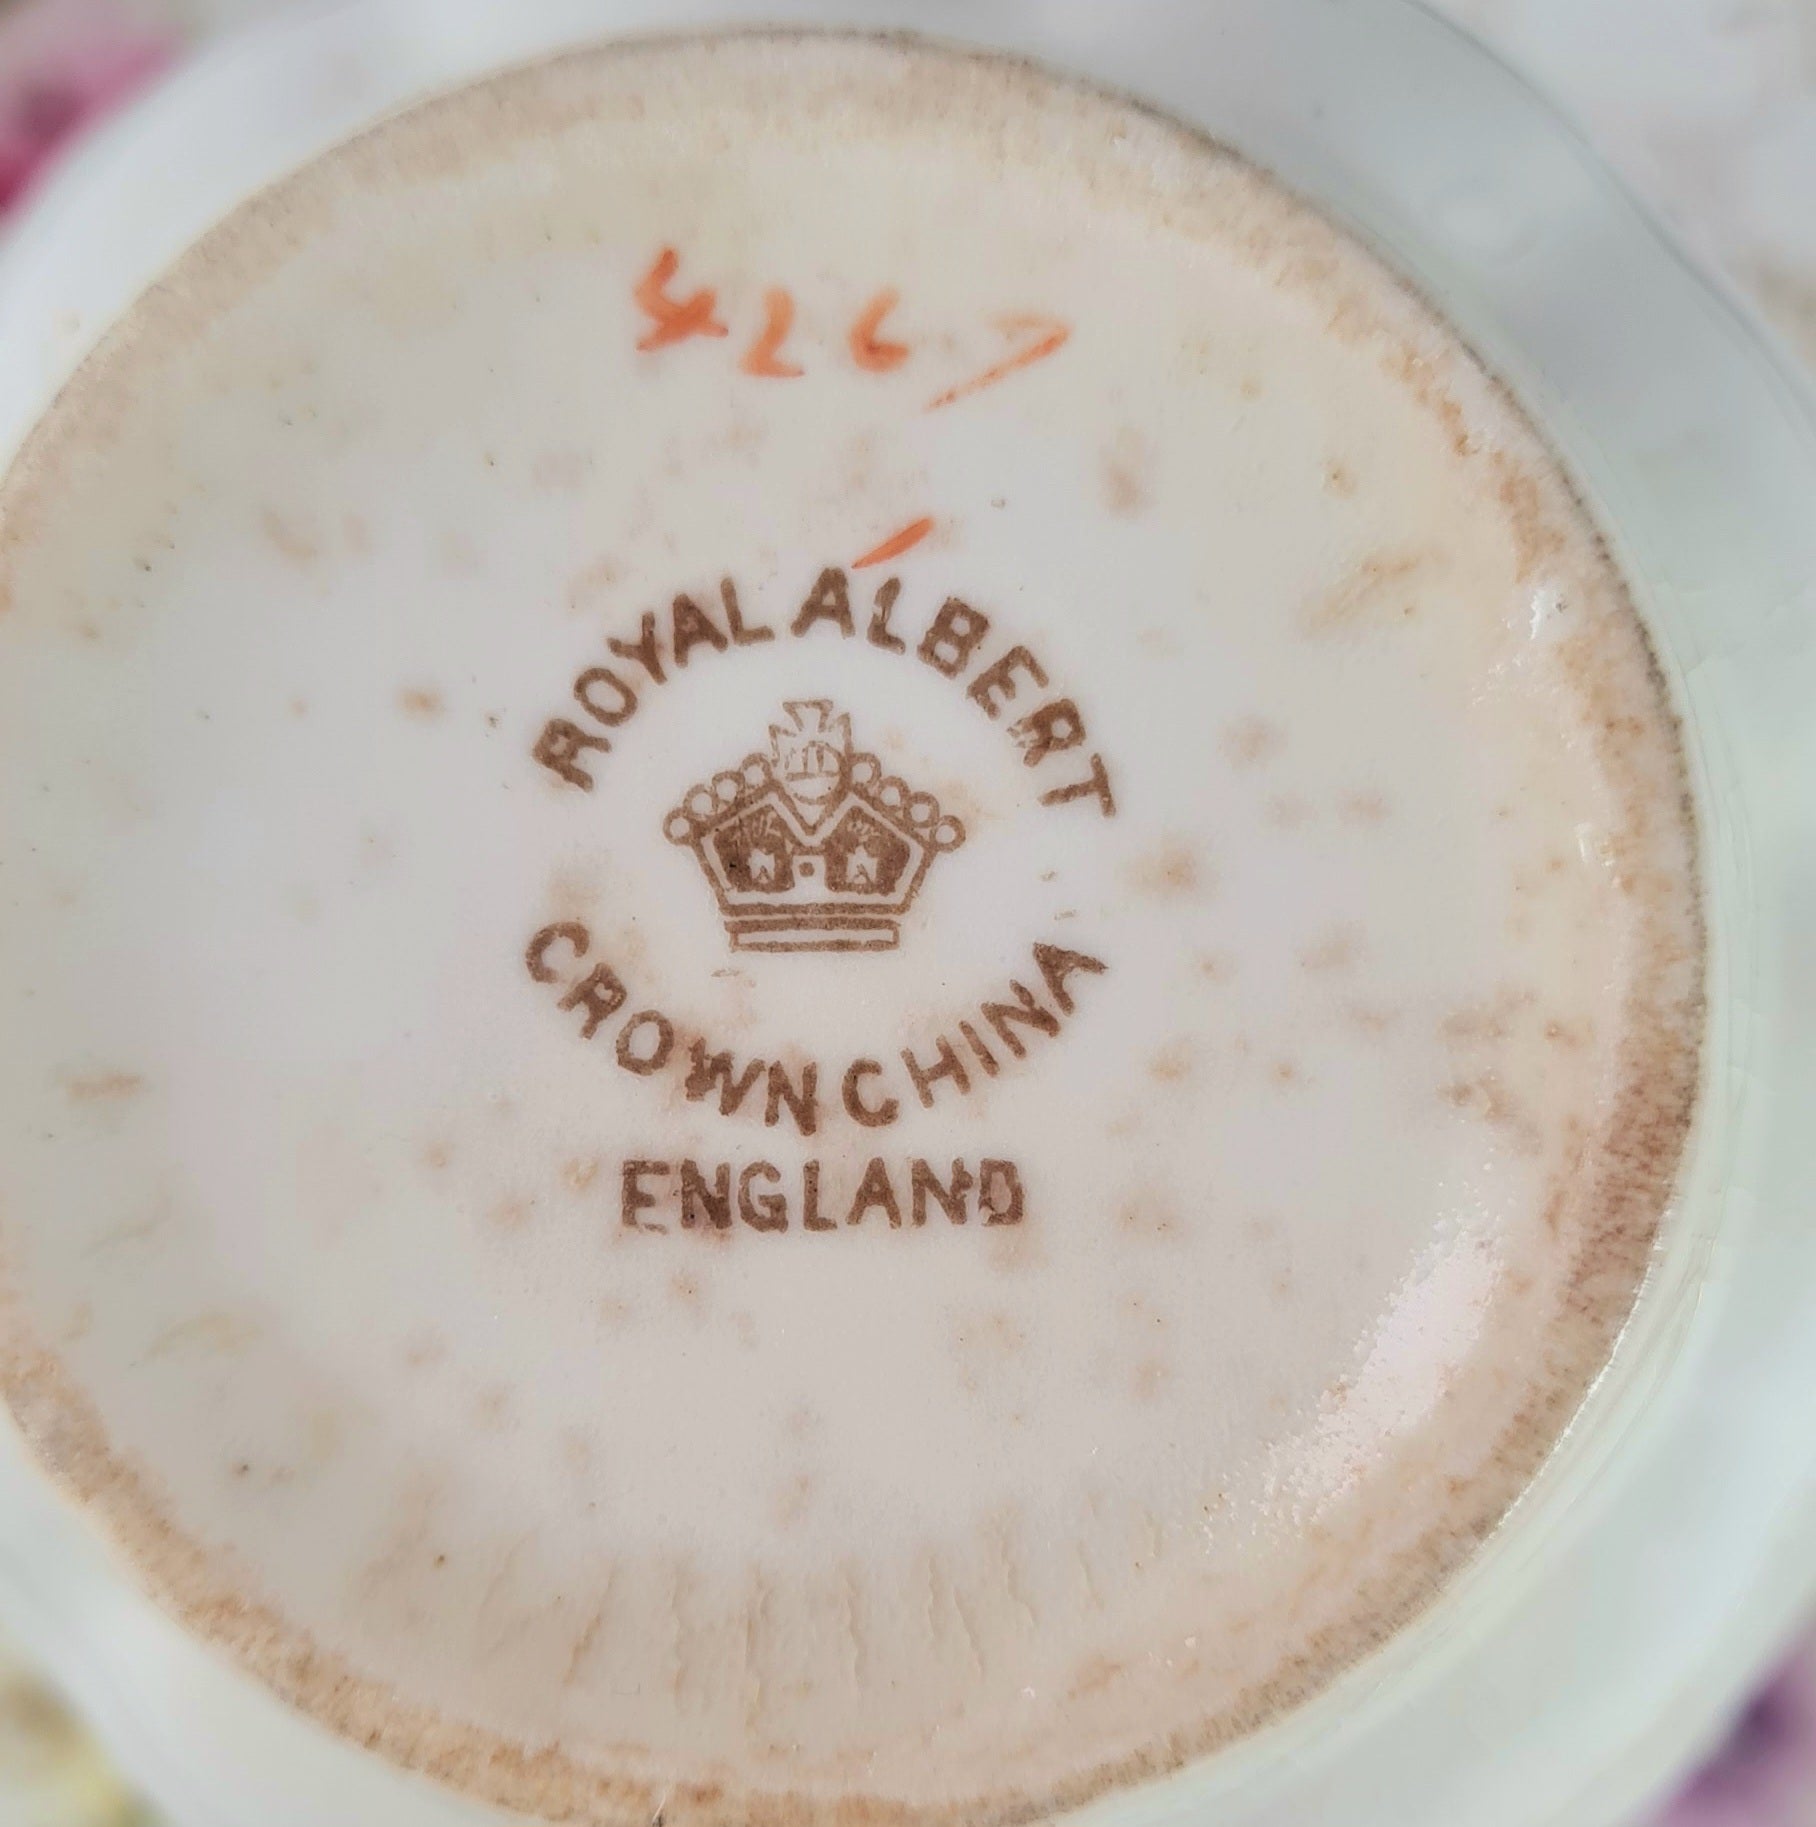 4267
ROYAL ALBERT
CROWN CHINA
ENGLAND